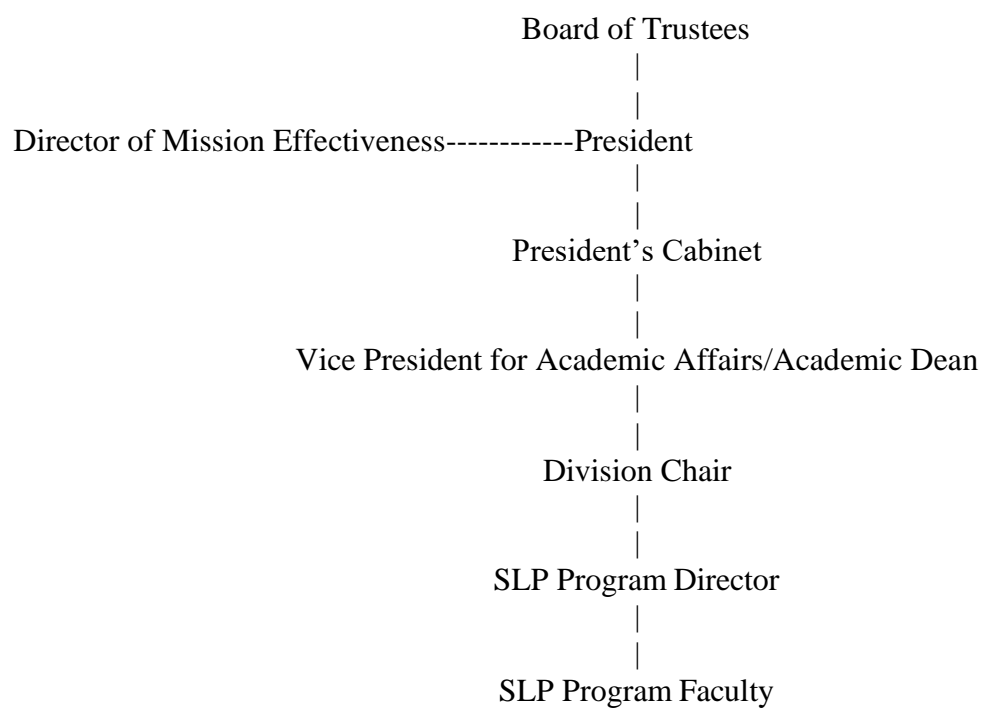 Board of Trustees
|
|
Director of Mission Effectiveness------------President
|
|
President’s Cabinet
|
|
Vice President for Academic Affairs/Academic Dean
|
|
Division Chair
|
|
SLP Program Director
|
|
SLP Program Faculty